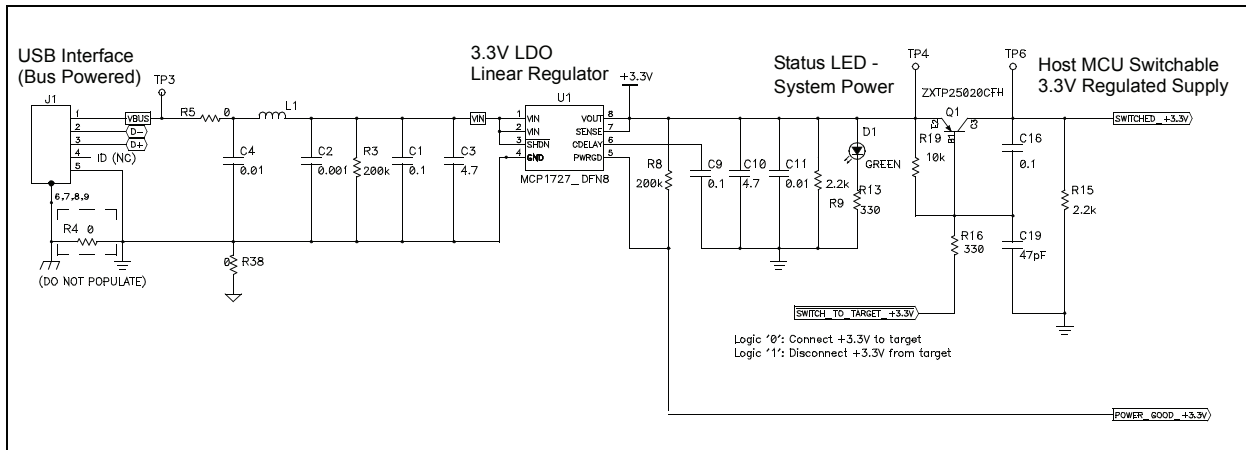 USB Interface
(Bus Powered)
TP3
J1
1
2
3
4
5
VBUS
D-
D+
ID (NC)
6,7,8,9
R4 0
(DO NOT POPULATE)
R5
0
L1
C4
0.01
0
R38
C2
0.001
R3
200k
C1
0.1
C3
4.7
VIN
3.3V LDO
Linear Regulator
U1
1 VIN VOUT 8
2 VIN SENSE 7
3 SHDN CDELAY 6
4 GND PWRGD 5
MCP1727_DFN8
+3.3V
R8
200k
C9
0.1
C10
4.7
C11
0.01
2.2k
R9
Status LED -
System Power
D1
GREEN
R13
330
TP4
TP6
ZXTP25020CFH
Q1
E2
B1
C3
R19
10k
C16
0.1
R16
330
C19
47pF
R15
2.2k
Host MCU Switchable
3.3V Regulated Supply
SWITCHED_+3.3V
SWITCH_TO_TARGET_+3.3V
Logic '0': Connect +3.3V to target
Logic '1': Disconnect +3.3V from target
POWER_GOOD_+3.3V